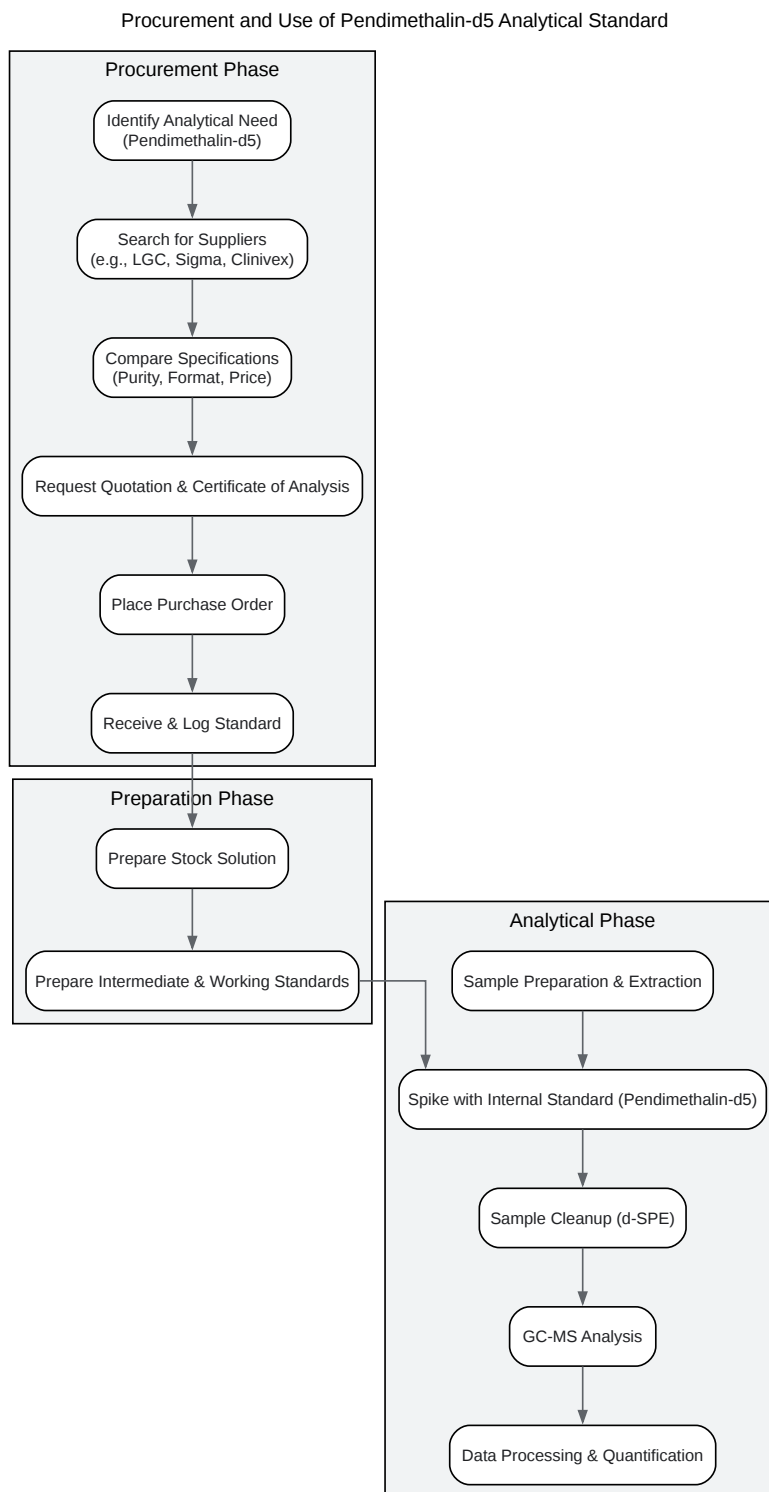 Procurement and Use of Pendimethalin-d5 Analytical Standard
Procurement Phase
Identify Analytical Need
(Pendimethalin-d5)
Search for Suppliers
(e.g., LGC, Sigma, Clinivex)
Compare Specifications
(Purity, Format, Price)
Request Quotation & Certificate of Analysis
Place Purchase Order
Receive & Log Standard
Preparation Phase
Prepare Stock Solution
Prepare Intermediate & Working Standards
Analytical Phase
Sample Preparation & Extraction
Spike with Internal Standard (Pendimethalin-d5)
Sample Cleanup (d-SPE)
GC-MS Analysis
Data Processing & Quantification